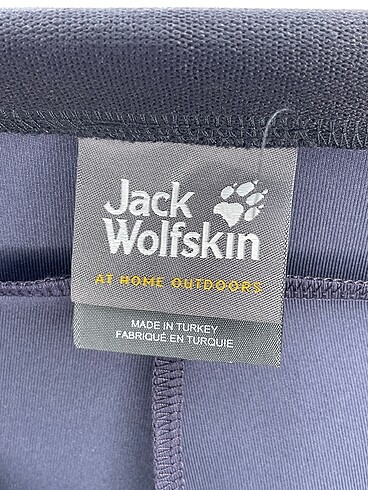 Jack
Wolfskin
AT HOME OUTDOORS
MADE IN TURKEY
FABRIQUÉ EN TURQUIE